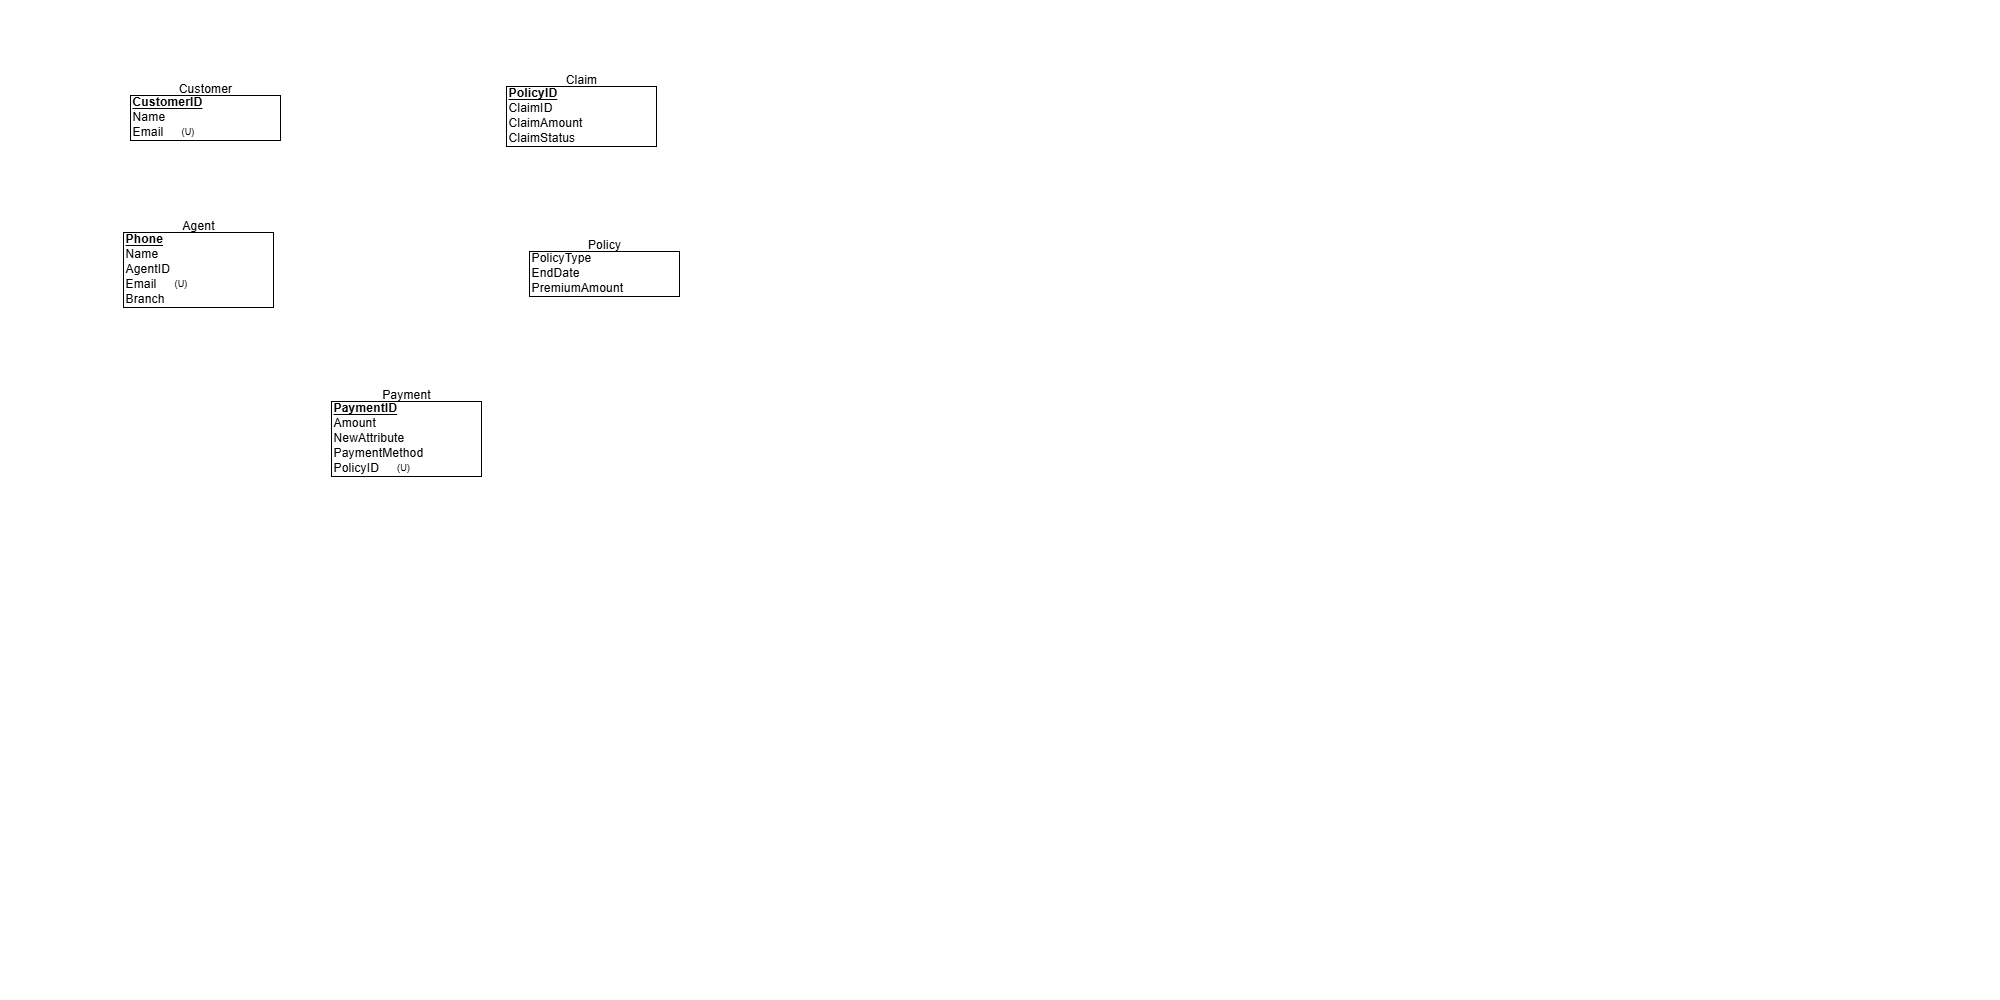 Customer
CustomerID
Name
Email (U)
Claim
PolicyID
ClaimID
ClaimAmount
ClaimStatus
Agent
Phone
Name
AgentID
Email (U)
Branch
Policy
PolicyType
EndDate
PremiumAmount
Payment
PaymentID
Amount
NewAttribute
PaymentMethod
PolicyID (U)